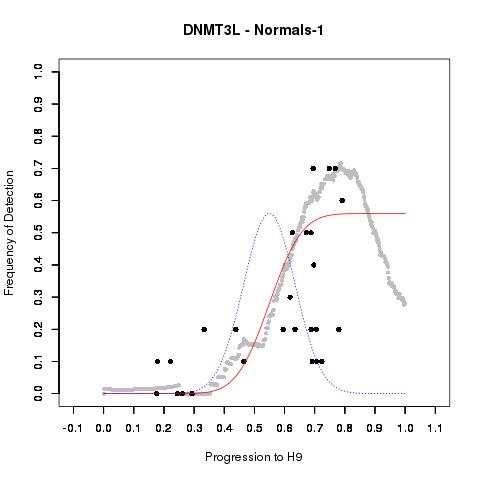 DNMT3L - Normals-1
Frequency of Detection
1.0
0.9
0.8
0.7
0.6
0.5
0.4
0.3
0.2
0.1
0.0
-0.1 0.0 0.1 0.2 0.3 0.4 0.5 0.6 0.7 0.8 0.9 1.0 1.1
Progression to H9